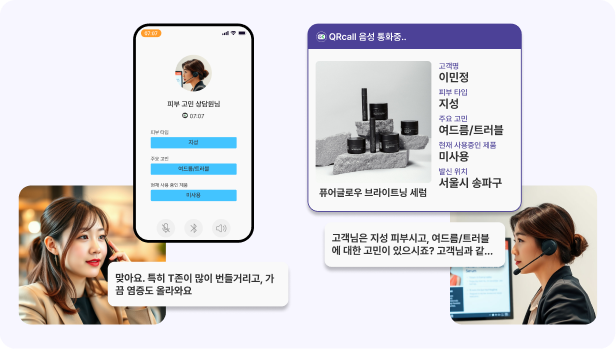 07:07
피부 고민 상담원님
07:07
피부 타입
지성
주요 고민
여드름/트러블
현재 사용 중인 제품
미사용
맞아요. 특히 T존이 많이 번들거리고, 가
끔 염증도 올라와요
QRcall 음성 통화중..
고객명
이민정
피부 타입
지성
주요 고민
여드름/트러블
현재 사용중인 제품
미사용
발신 위치
서울시 송파구
퓨어글로우 브라이트닝 세럼
고객님은 지성 피부시고, 여드름/트러블
에 대한 고민이 있으시죠? 고객님과 같...